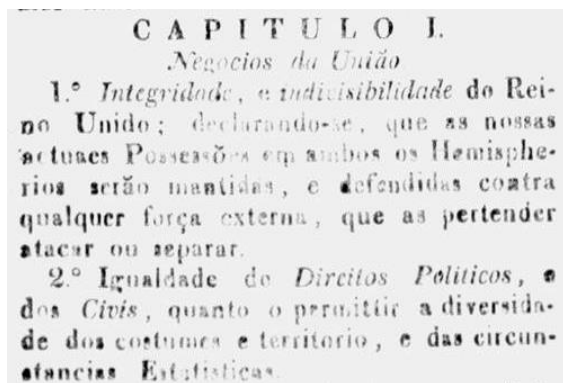 CAPITULO I.
Negocios da União
1.º Integridade, e indivisibilidade do Rei-
no Unido; declarando-se, que as nossas
actuaes Possessões em ambos os Hemisphe-
rios serão mantidas, e defendidas contra
qualquer força externa, que as pertender
atacar ou separar.
2.º Igualdade de Direitos Politicos, e
dos Civis, quanto o permittir a diversida-
de dos costumes e territorio, e das circun-
stancias Estatisticas.